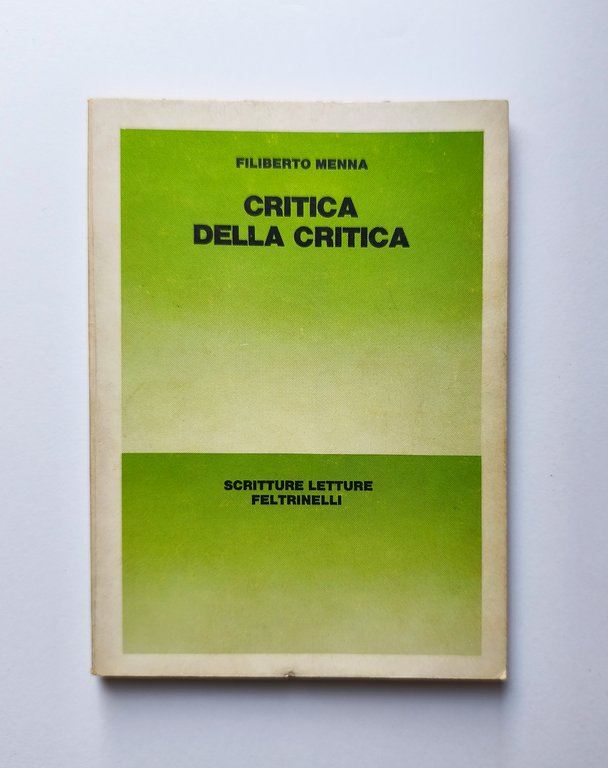 FILIBERTO MENNA
CRITICA
DELLA CRITICA
SCRITTURE LETTURE
FELTRINELLI